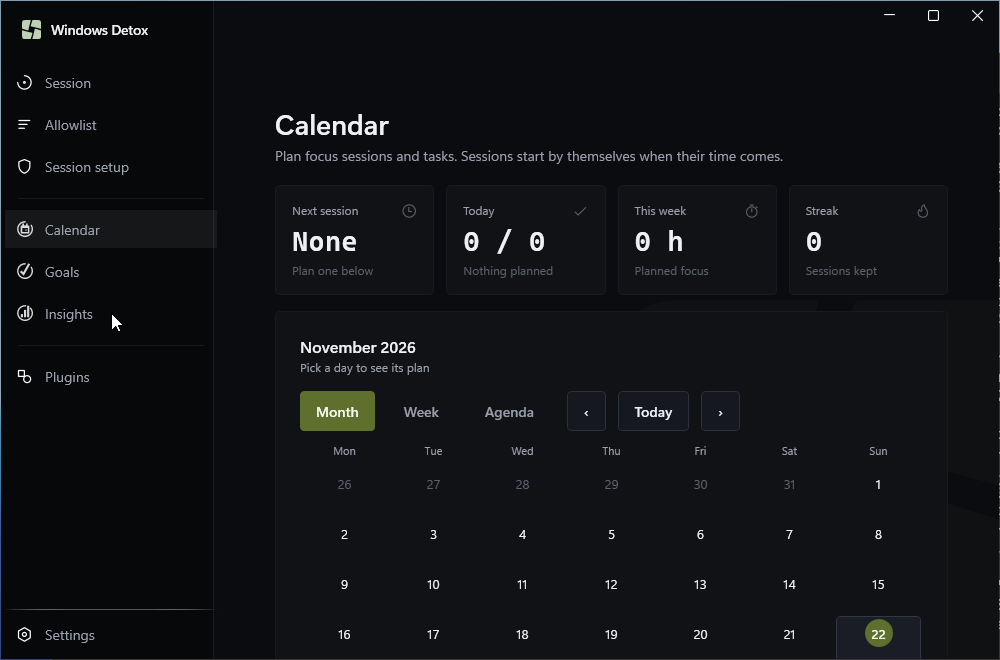 Windows Detox
Session
Allowlist
Session setup
Calendar
Goals
Insights
Plugins
Settings
Calendar
Plan focus sessions and tasks. Sessions start by themselves when their time comes.
Next session
None
Plan one below
Today
0 / 0
Nothing planned
This week
0 h
Planned focus
Streak
0
Sessions kept
November 2026
Pick a day to see its plan
Month Week Agenda ‹ Today ›
Mon Tue Wed Thu Fri Sat Sun
26 27 28 29 30 31 1
2 3 4 5 6 7 8
9 10 11 12 13 14 15
16 17 18 19 20 21 22